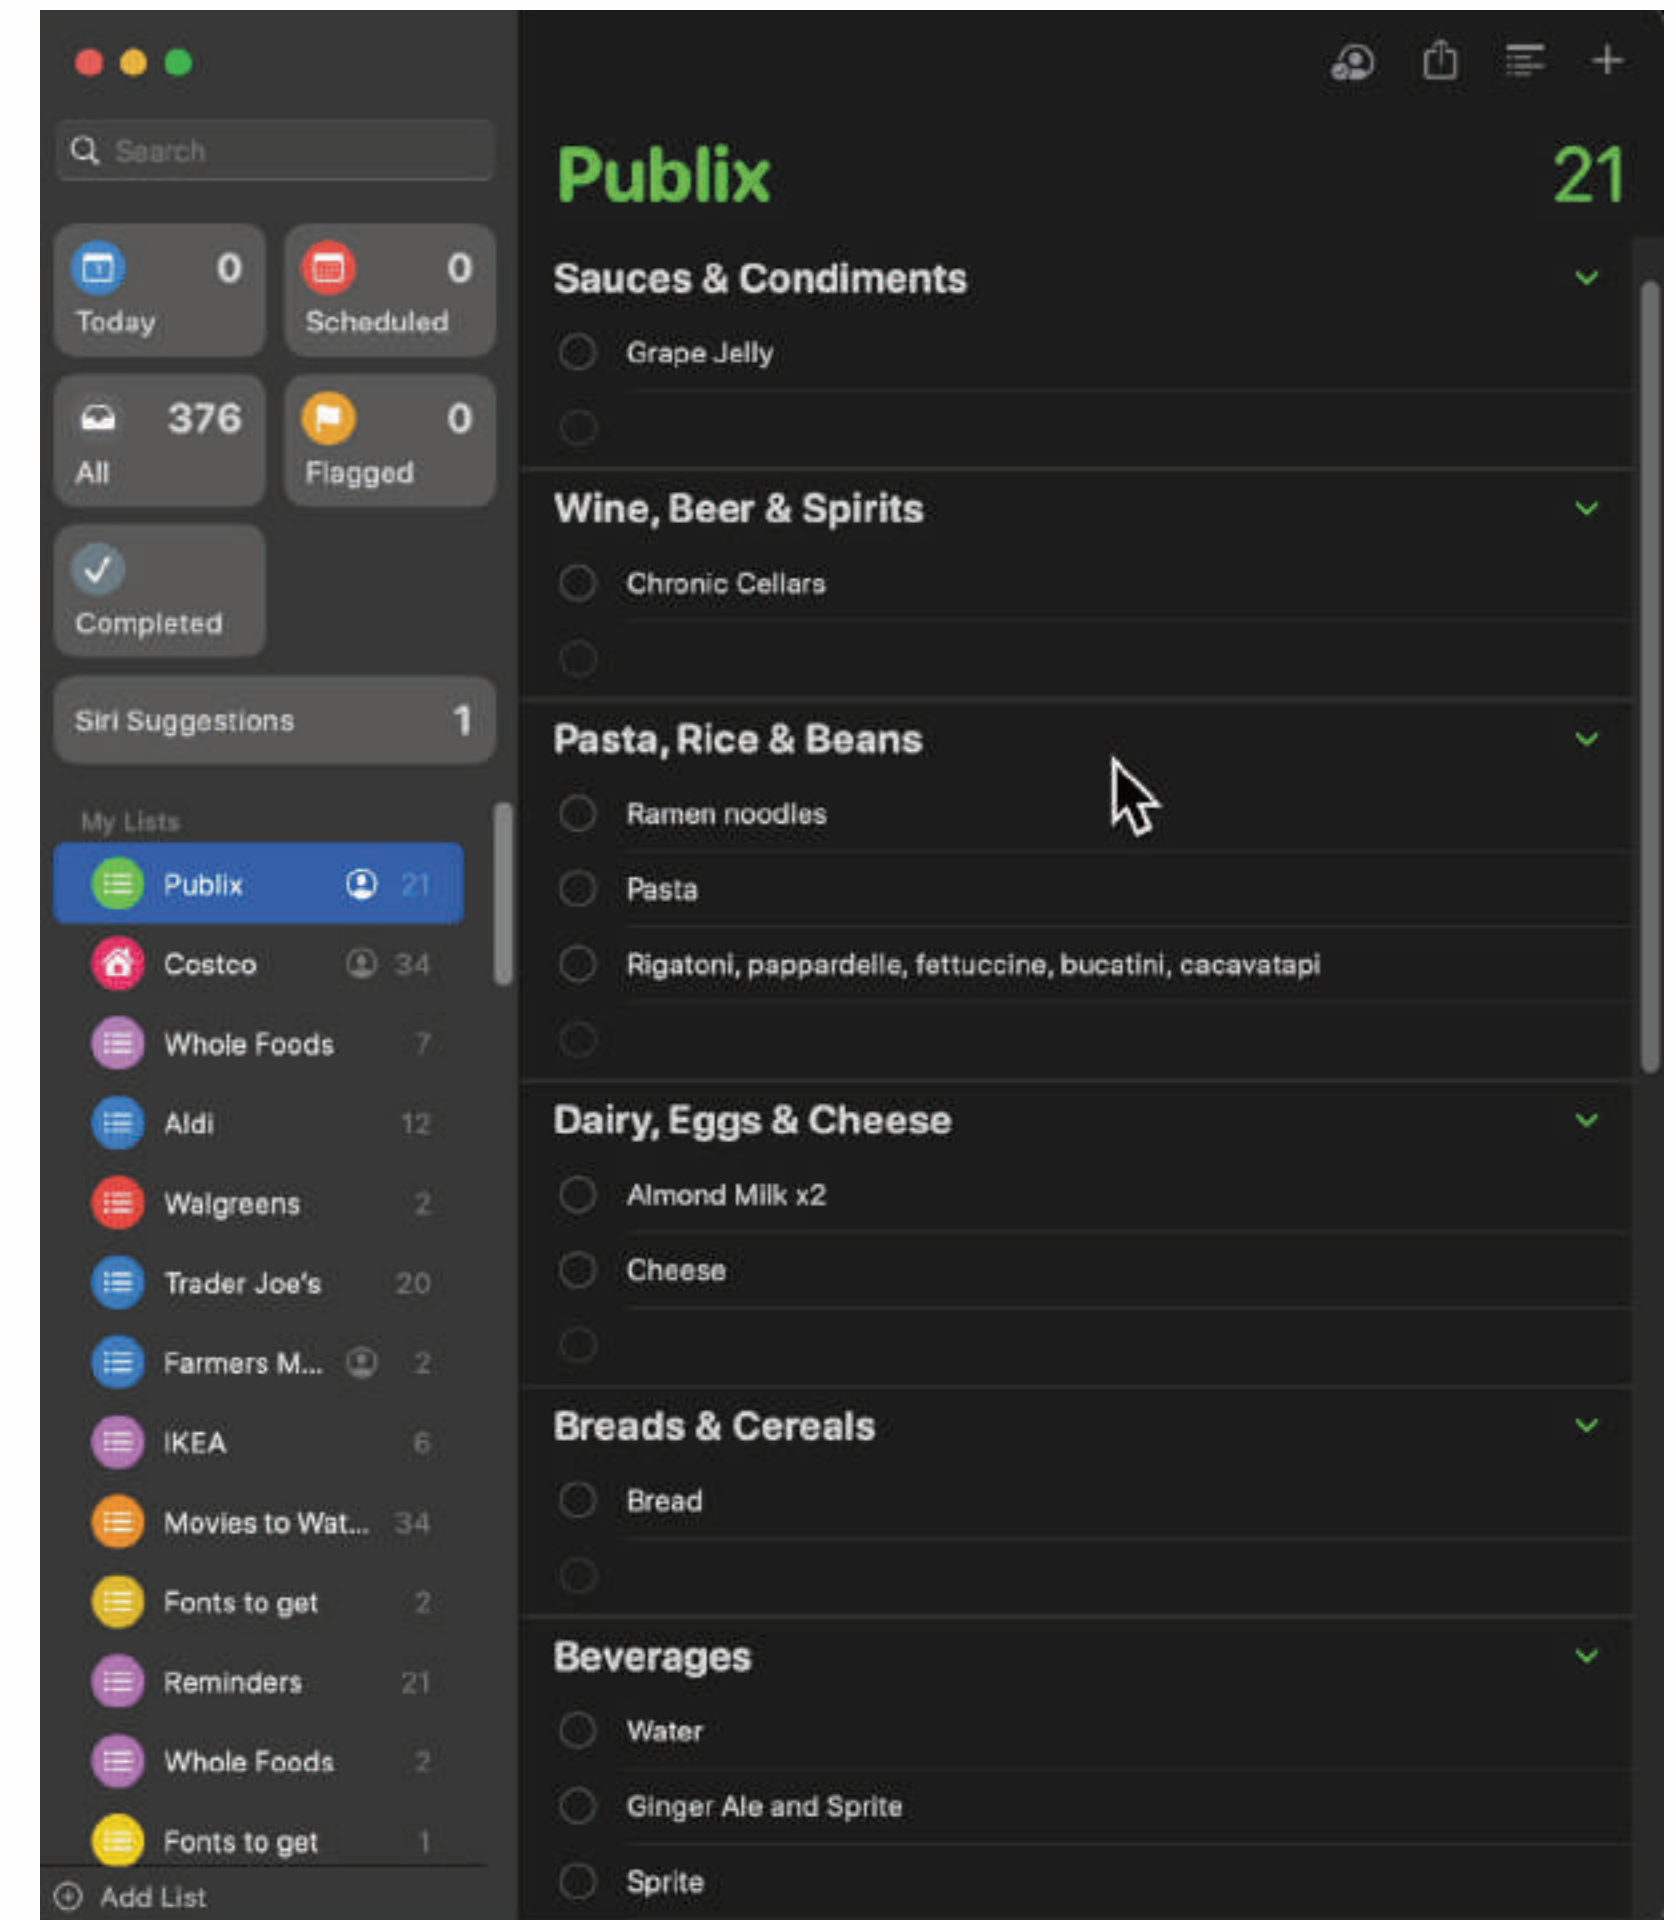 Search
0
Today
0
Scheduled
376
All
0
Flagged
Completed
Siri Suggestions 1
My Lists
Publix 21
Costco 34
Whole Foods 7
Aldi 12
Walgreens 2
Trader Joe's 20
Farmers M... 2
IKEA 6
Movies to Wat... 34
Fonts to get 2
Reminders 21
Whole Foods 2
Fonts to get 1
Add List
Publix 21
Sauces & Condiments
Grape Jelly
Wine, Beer & Spirits
Chronic Cellars
Pasta, Rice & Beans
Ramen noodles
Pasta
Rigatoni, pappardelle, fettuccine, bucatini, cacavatapi
Dairy, Eggs & Cheese
Almond Milk x2
Cheese
Breads & Cereals
Bread
Beverages
Water
Ginger Ale and Sprite
Sprite